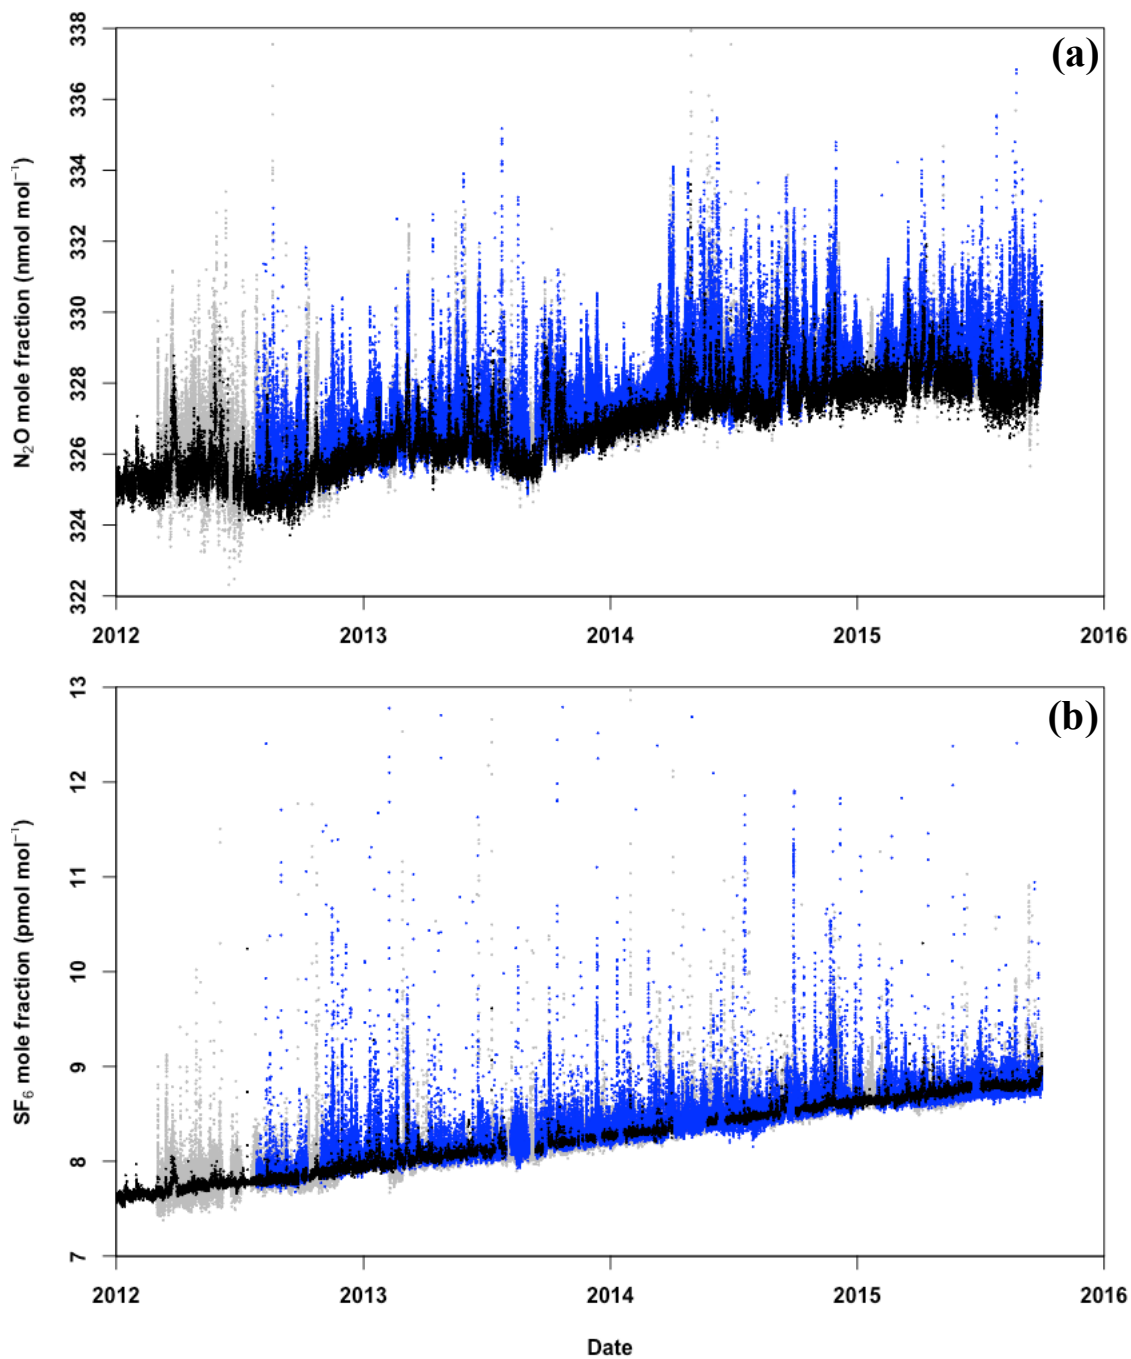 (a)
N₂O mole fraction (nmol mol⁻¹)
338
336
334
332
330
328
326
324
322
2012 2013 2014 2015 2016
(b)
SF₆ mole fraction (pmol mol⁻¹)
13
12
11
10
9
8
7
2012 2013 2014 2015 2016
Date